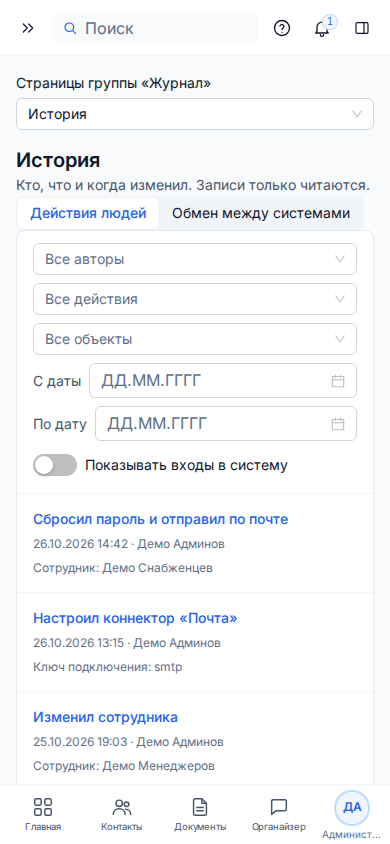 Поиск
1
Страницы группы «Журнал»
История
История
Кто, что и когда изменил. Записи только читаются.
Действия людей
Обмен между системами
Все авторы
Все действия
Все объекты
С даты
ДД.ММ.ГГГГ
По дату
ДД.ММ.ГГГГ
Показывать входы в систему
Сбросил пароль и отправил по почте
26.10.2026 14:42 · Демо Админов
Сотрудник: Демо Снабженцев
Настроил коннектор «Почта»
26.10.2026 13:15 · Демо Админов
Ключ подключения: smtp
Изменил сотрудника
25.10.2026 19:03 · Демо Админов
Сотрудник: Демо Менеджеров
Главная
Контакты
Документы
Органайзер
ДА
Админист...